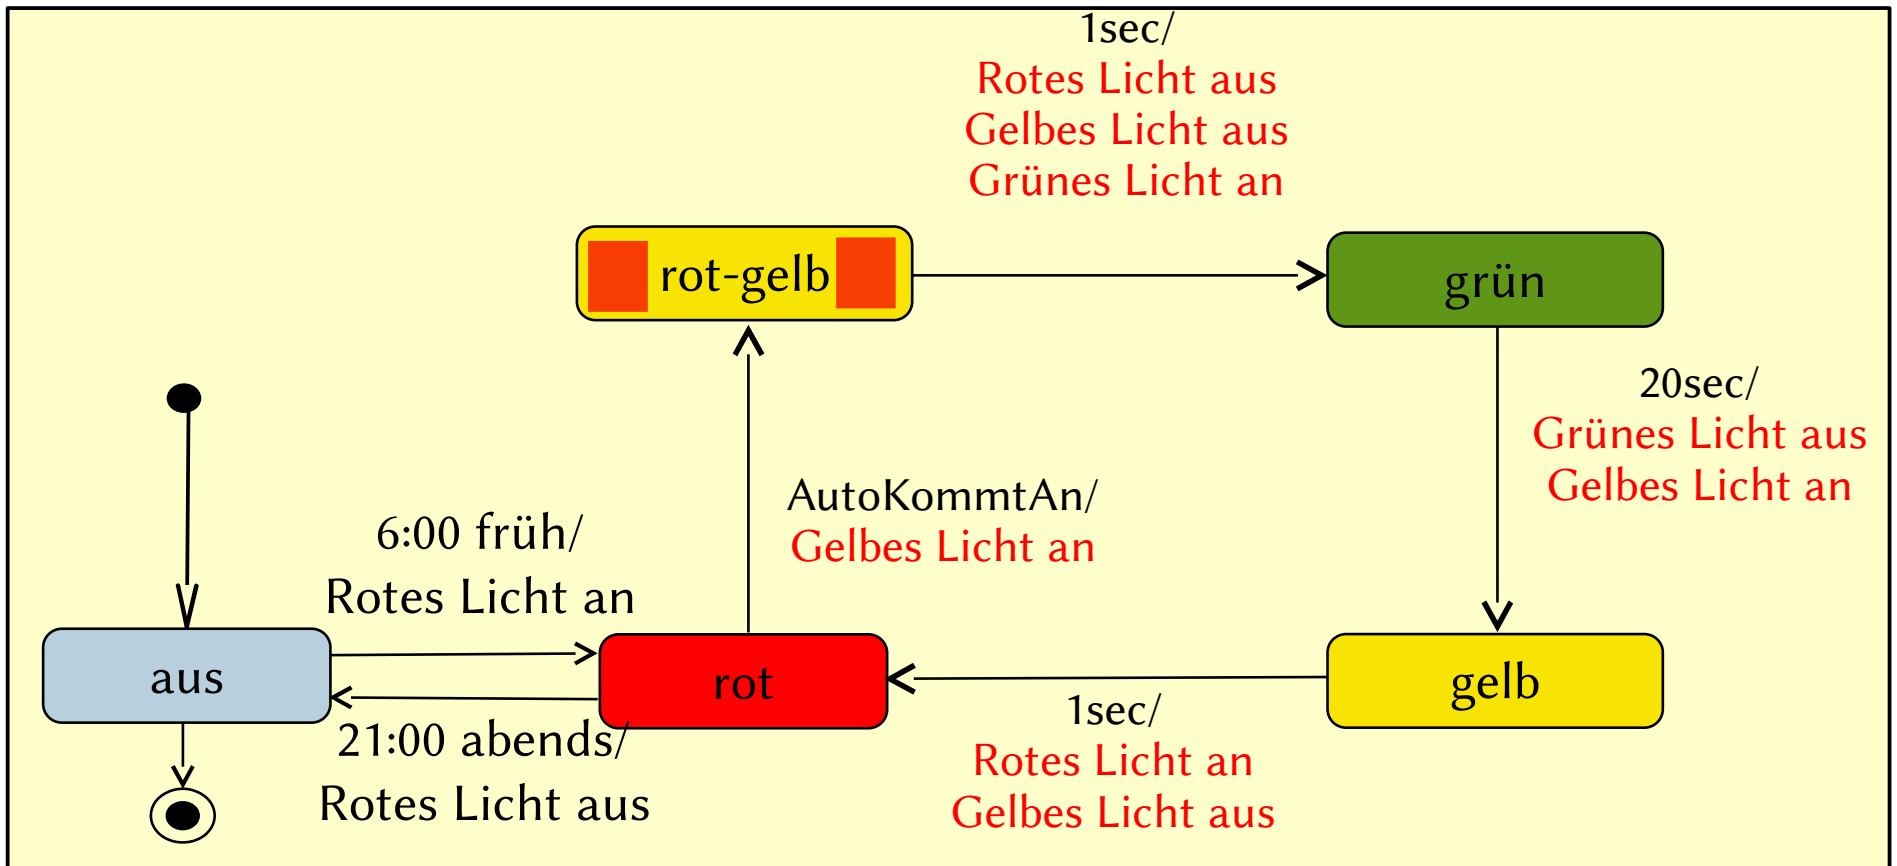 1sec/
Rotes Licht aus
Gelbes Licht aus
Grünes Licht an
rot-gelb
grün
20sec/
Grünes Licht aus
Gelbes Licht an
AutoKommtAn/
Gelbes Licht an
6:00 früh/
Rotes Licht an
aus
rot
gelb
21:00 abends/
Rotes Licht aus
1sec/
Rotes Licht an
Gelbes Licht aus